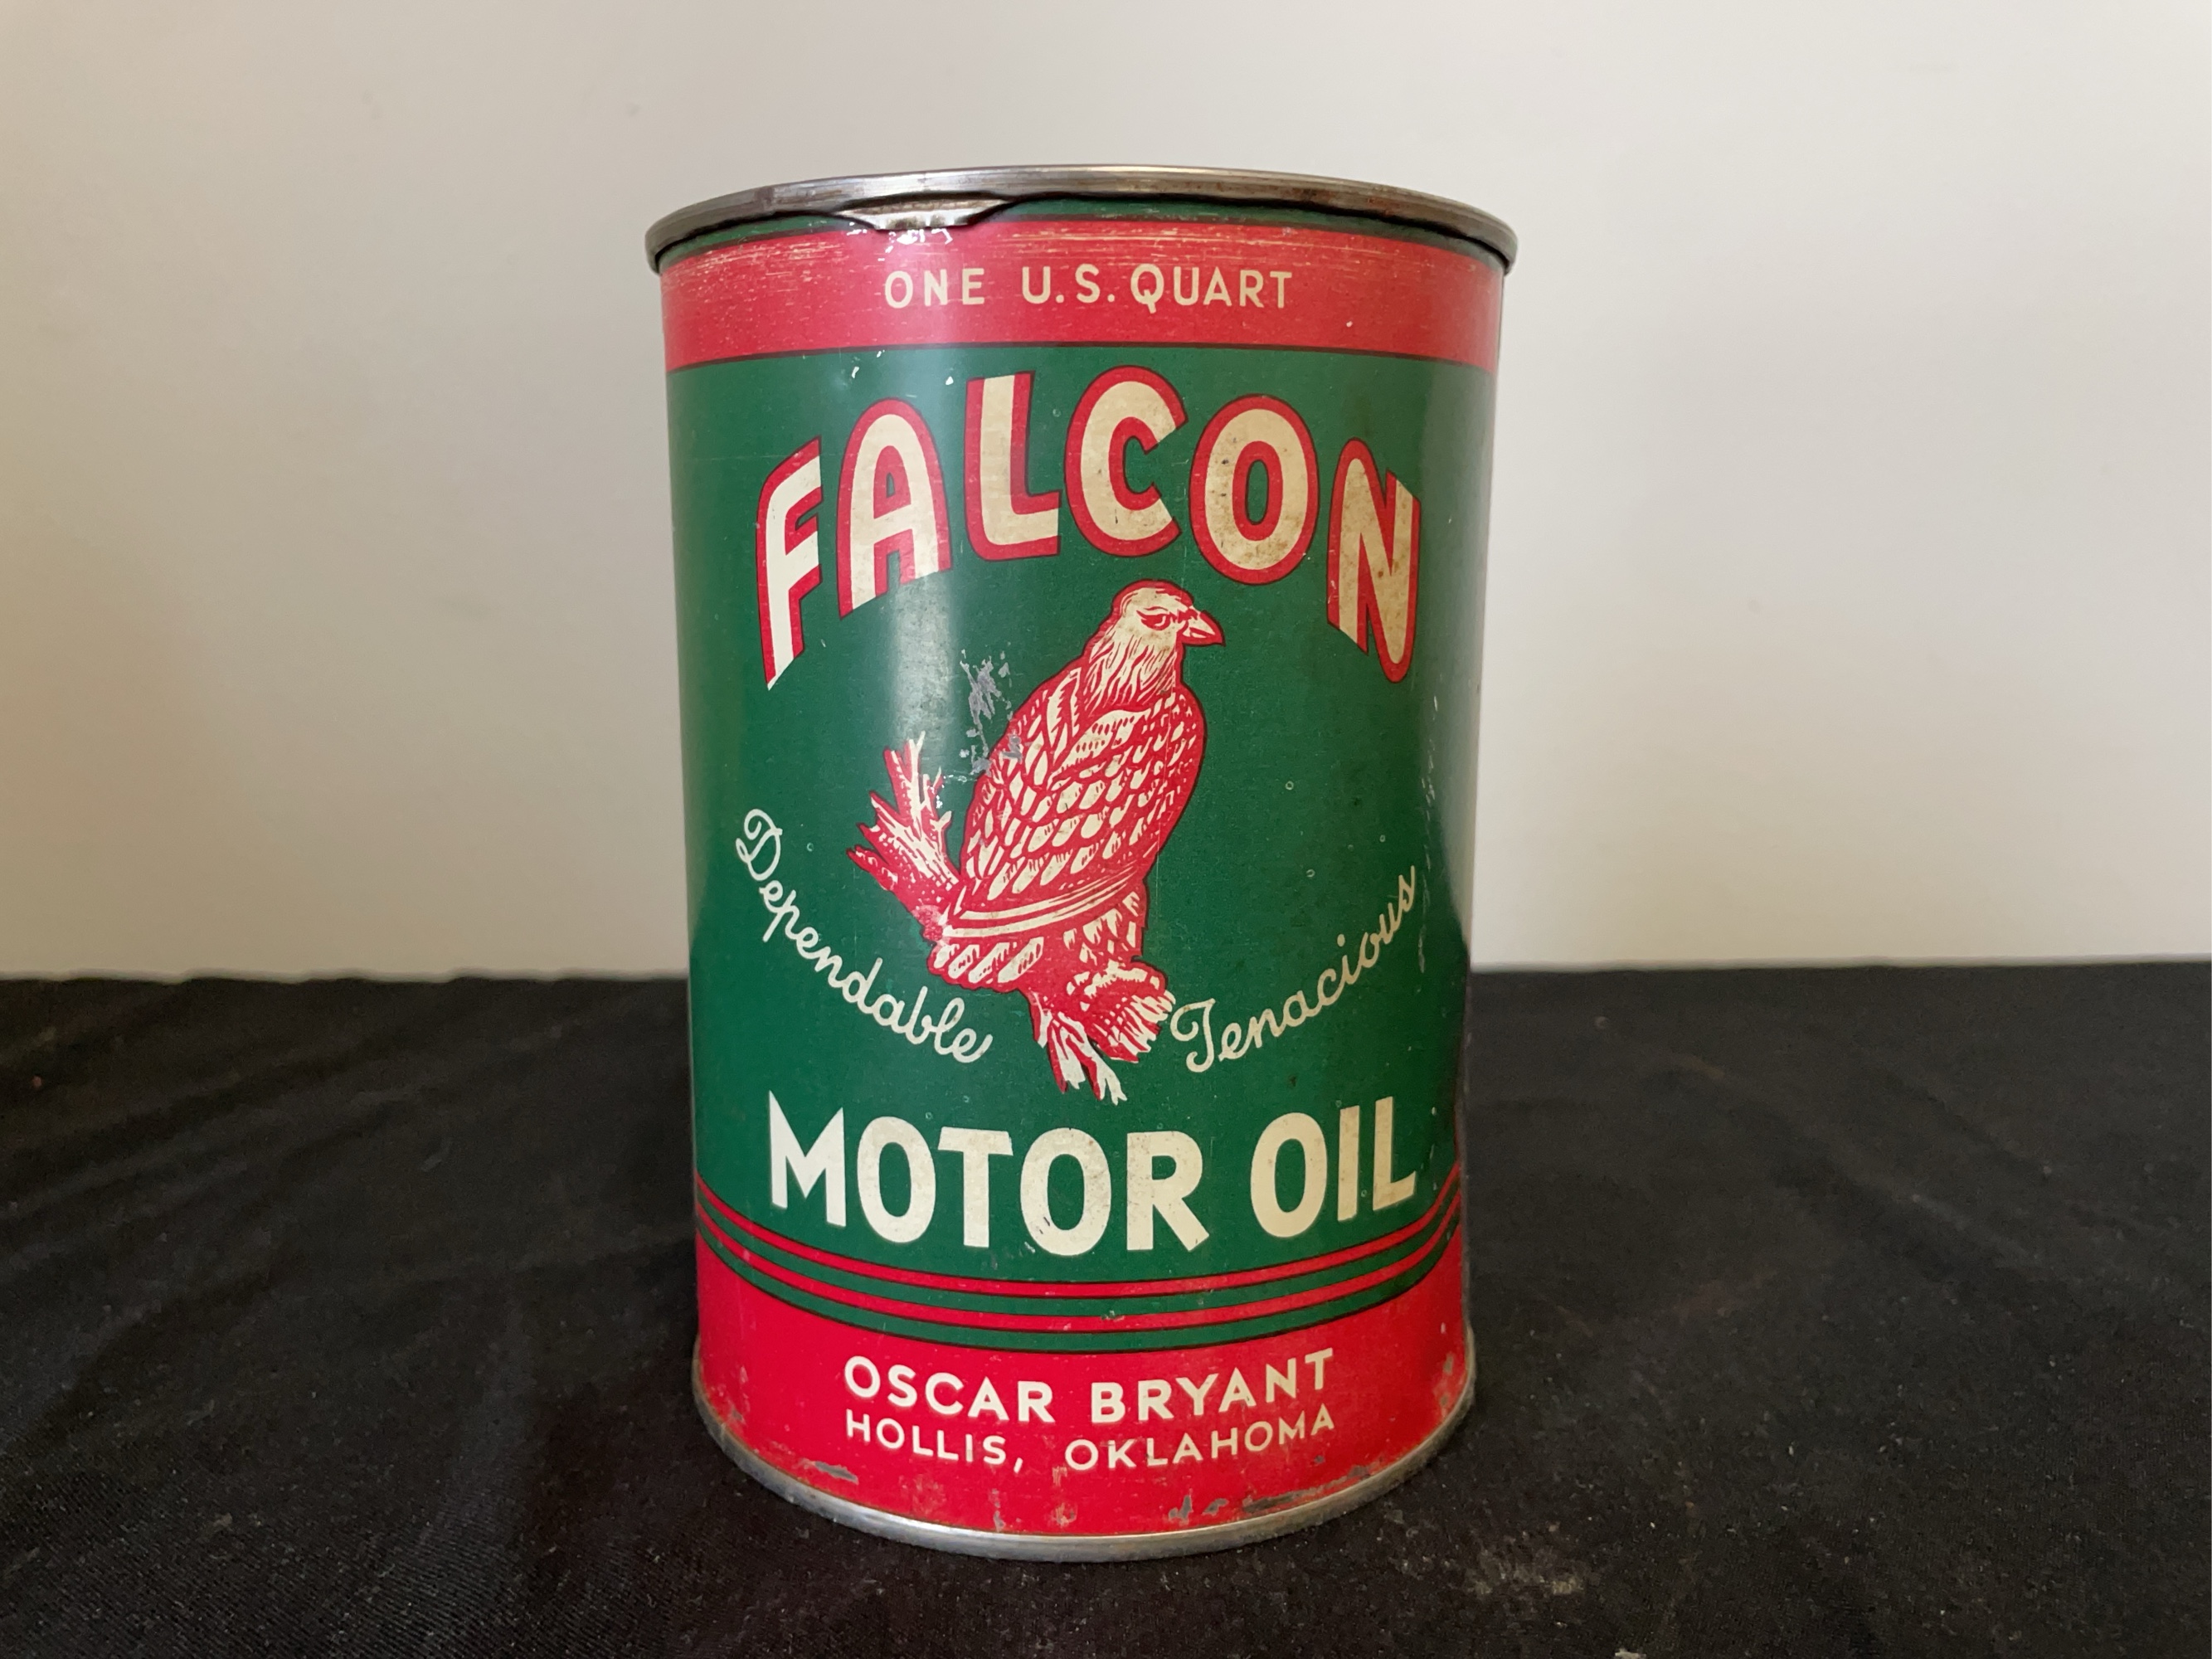 ONE U.S. QUART
FALCON
Dependable
Tenacious
MOTOR OIL
OSCAR BRYANT
HOLLIS, OKLAHOMA